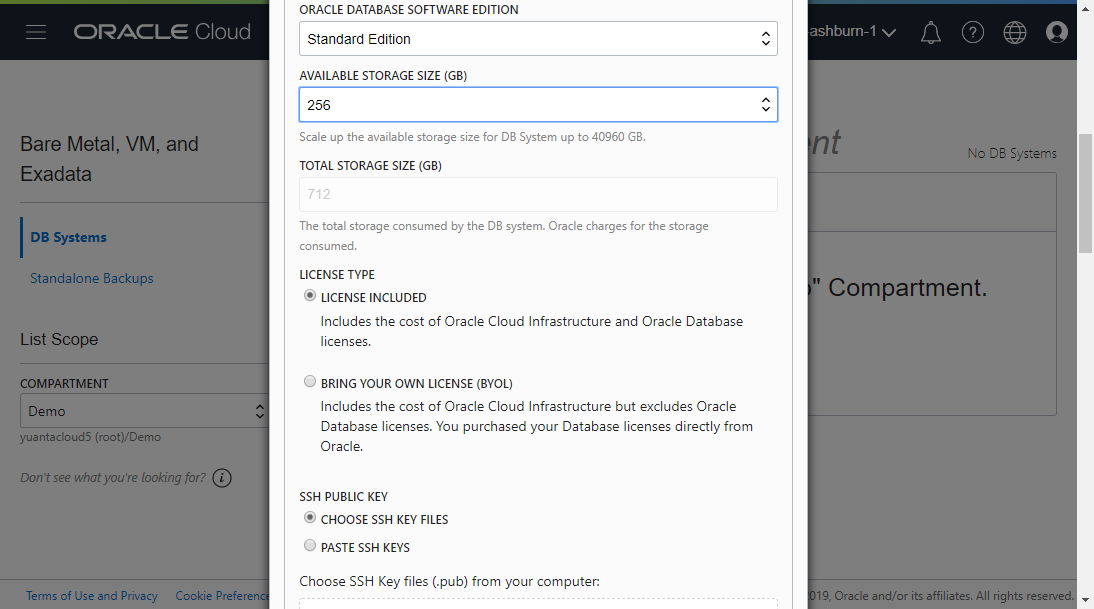 ORACLE Cloud
ashburn-1
Bare Metal, VM, and
Exadata
DB Systems
Standalone Backups
List Scope
COMPARTMENT
Demo
yuantacloud5 (root)/Demo
Don't see what you're looking for?
ORACLE DATABASE SOFTWARE EDITION
Standard Edition
AVAILABLE STORAGE SIZE (GB)
256
Scale up the available storage size for DB System up to 40960 GB.
TOTAL STORAGE SIZE (GB)
712
The total storage consumed by the DB system. Oracle charges for the storage
consumed.
LICENSE TYPE
LICENSE INCLUDED
Includes the cost of Oracle Cloud Infrastructure and Oracle Database
licenses.
BRING YOUR OWN LICENSE (BYOL)
Includes the cost of Oracle Cloud Infrastructure but excludes Oracle
Database licenses. You purchased your Database licenses directly from
Oracle.
SSH PUBLIC KEY
CHOOSE SSH KEY FILES
PASTE SSH KEYS
Choose SSH Key files (.pub) from your computer:
nt
No DB Systems
" Compartment.
Terms of Use and Privacy Cookie Preference
019, Oracle and/or its affiliates. All rights reserved.